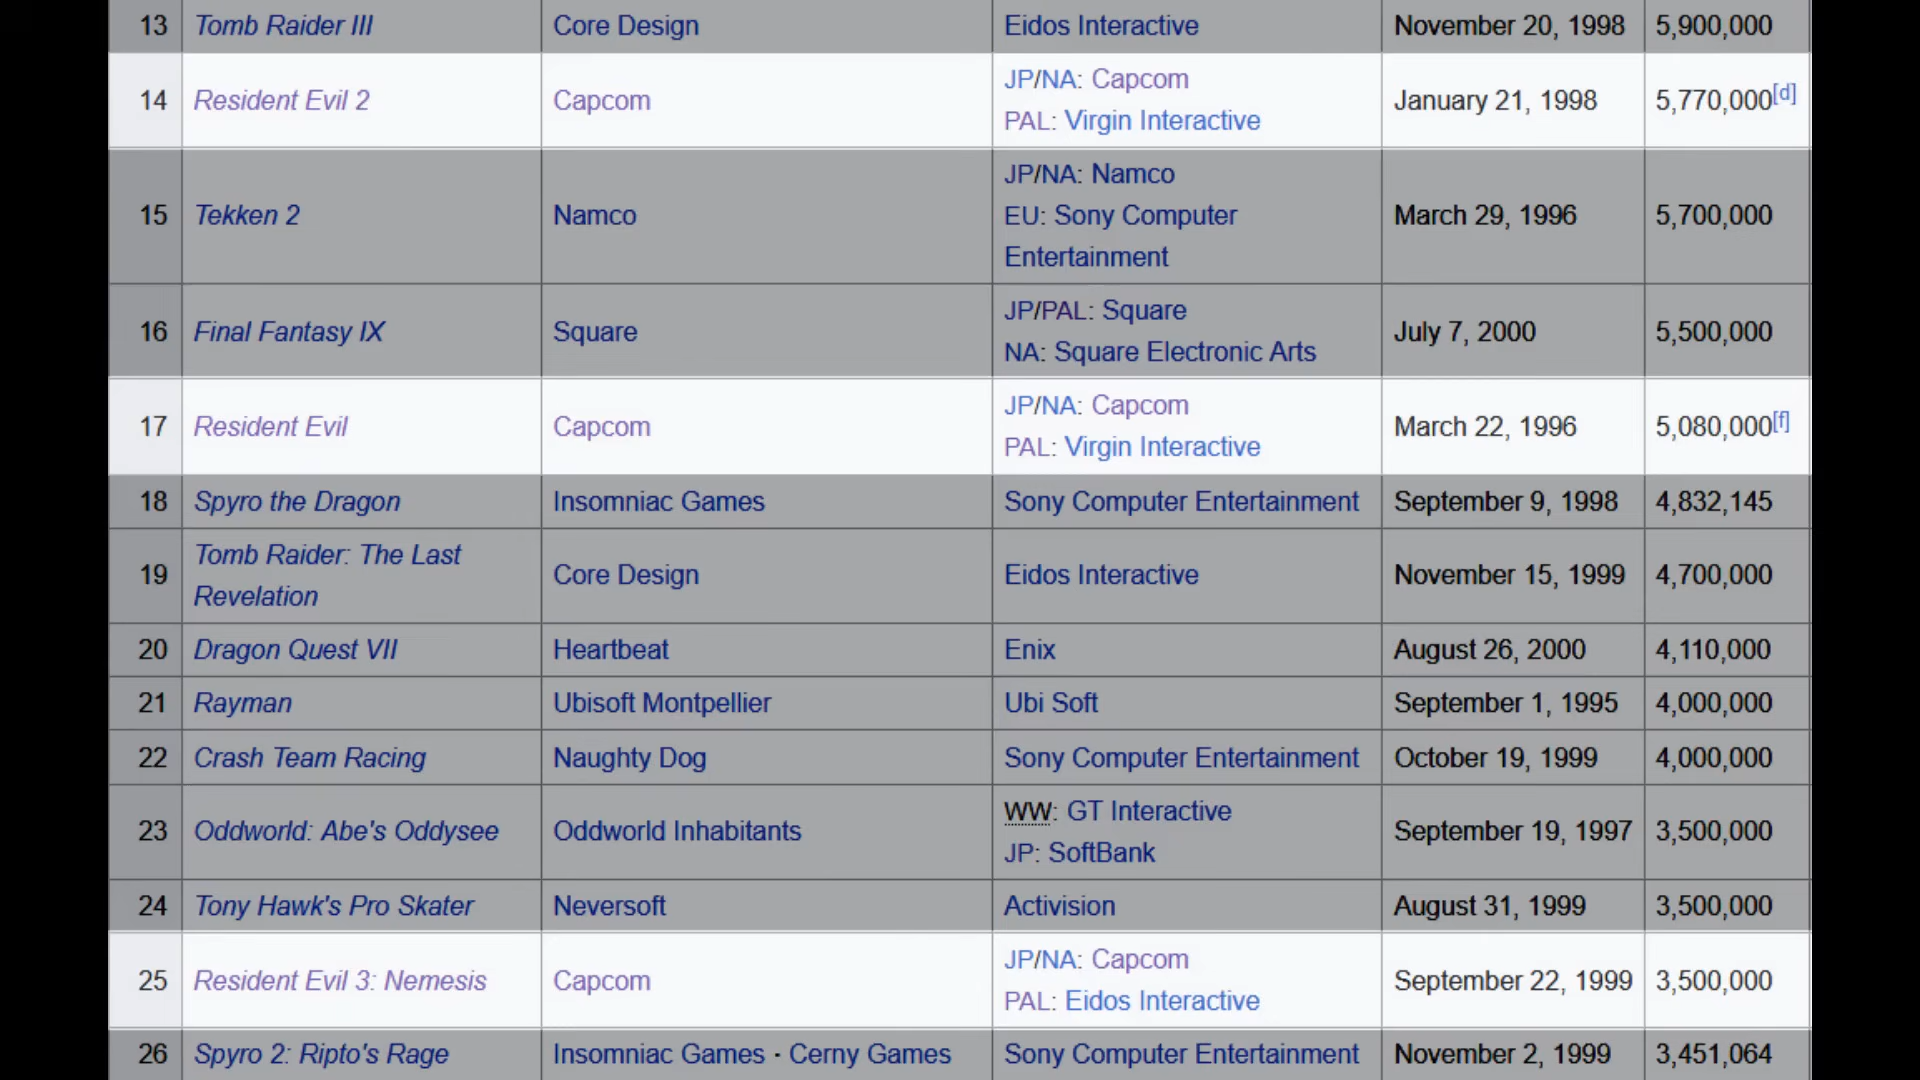 13 Tomb Raider III Core Design Eidos Interactive November 20, 1998 5,900,000
14 Resident Evil 2 Capcom JP/NA: Capcom
PAL: Virgin Interactive January 21, 1998 5,770,000[d]
15 Tekken 2 Namco JP/NA: Namco
EU: Sony Computer
Entertainment March 29, 1996 5,700,000
16 Final Fantasy IX Square JP/PAL: Square
NA: Square Electronic Arts July 7, 2000 5,500,000
17 Resident Evil Capcom JP/NA: Capcom
PAL: Virgin Interactive March 22, 1996 5,080,000[f]
18 Spyro the Dragon Insomniac Games Sony Computer Entertainment September 9, 1998 4,832,145
19 Tomb Raider: The Last
Revelation Core Design Eidos Interactive November 15, 1999 4,700,000
20 Dragon Quest VII Heartbeat Enix August 26, 2000 4,110,000
21 Rayman Ubisoft Montpellier Ubi Soft September 1, 1995 4,000,000
22 Crash Team Racing Naughty Dog Sony Computer Entertainment October 19, 1999 4,000,000
23 Oddworld: Abe's Oddysee Oddworld Inhabitants WW: GT Interactive
JP: SoftBank September 19, 1997 3,500,000
24 Tony Hawk's Pro Skater Neversoft Activision August 31, 1999 3,500,000
25 Resident Evil 3: Nemesis Capcom JP/NA: Capcom
PAL: Eidos Interactive September 22, 1999 3,500,000
26 Spyro 2: Ripto's Rage Insomniac Games · Cerny Games Sony Computer Entertainment November 2, 1999 3,451,064